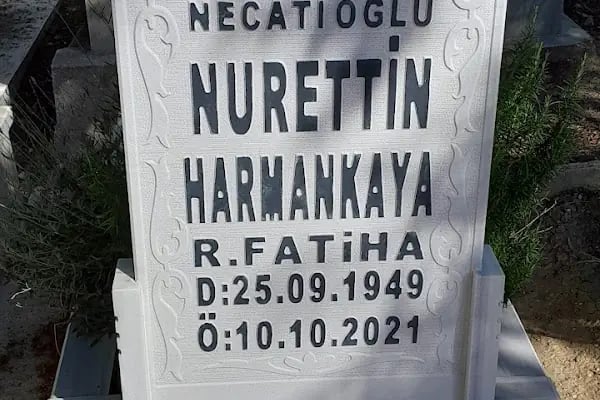 NECATİOĞLU
NURETTİN
HARMANKAYA
R.FATİHA
D:25.09.1949
Ö:10.10.2021